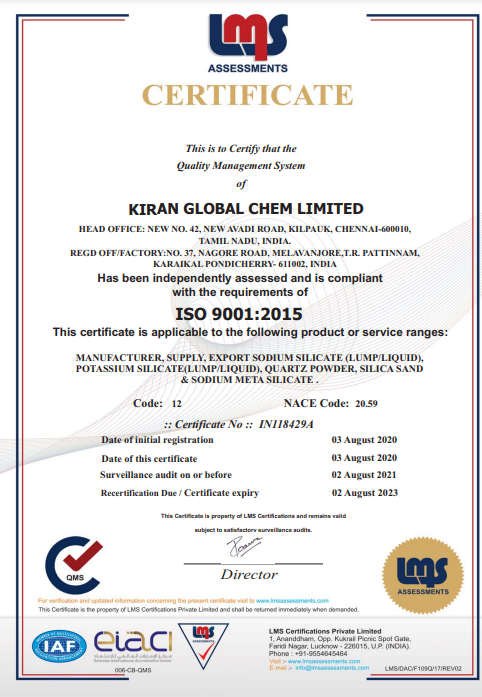 LMS
ASSESSMENTS
CERTIFICATE
This is to Certify that the
Quality Management System
of
KIRAN GLOBAL CHEM LIMITED
HEAD OFFICE: NEW NO. 42, NEW AVADI ROAD, KILPAUK, CHENNAI-600010,
TAMIL NADU, INDIA.
REGD OFF/FACTORY:NO. 37, NAGORE ROAD, MELAVANJORE,T.R. PATTINNAM,
KARAIKAL PONDICHERRY- 611002, INDIA
Has been independently assessed and is compliant
with the requirements of
ISO 9001:2015
This certificate is applicable to the following product or service ranges:
MANUFACTURER, SUPPLY, EXPORT SODIUM SILICATE (LUMP/LIQUID),
POTASSIUM SILICATE(LUMP/LIQUID), QUARTZ POWDER, SILICA SAND
& SODIUM META SILICATE .
Code: 12 NACE Code: 20.59
:: Certificate No :: IN118429A
Date of initial registration 03 August 2020
Date of this certificate 03 August 2020
Surveillance audit on or before 02 August 2021
Recertification Due / Certificate expiry 02 August 2023
This Certificate is property of LMS Certifications and remains valid
subject to satisfactory surveillance audits.
Director
QMS
LMS
ASSESSMENTS
For verification and updated information concerning the present certificate visit to www.lmsassessments.com
This Certificate is the property of LMS Certifications Private Limited and shall be returned immediately when demanded.
IAF
eiaci
Emirates International Accreditation Center
006-CB-QMS
LMS
LMS Certifications Private Limited
1, Ananddham, Opp. Kukrail Picnic Spot Gate,
Faridi Nagar, Lucknow - 226015, U.P. (INDIA).
Phone : +91-9554645464
Visit :- www.lmsassessments.com
E-mail :- info@lmsassessments.com
LMS/DAC/F109Q/17/REV02